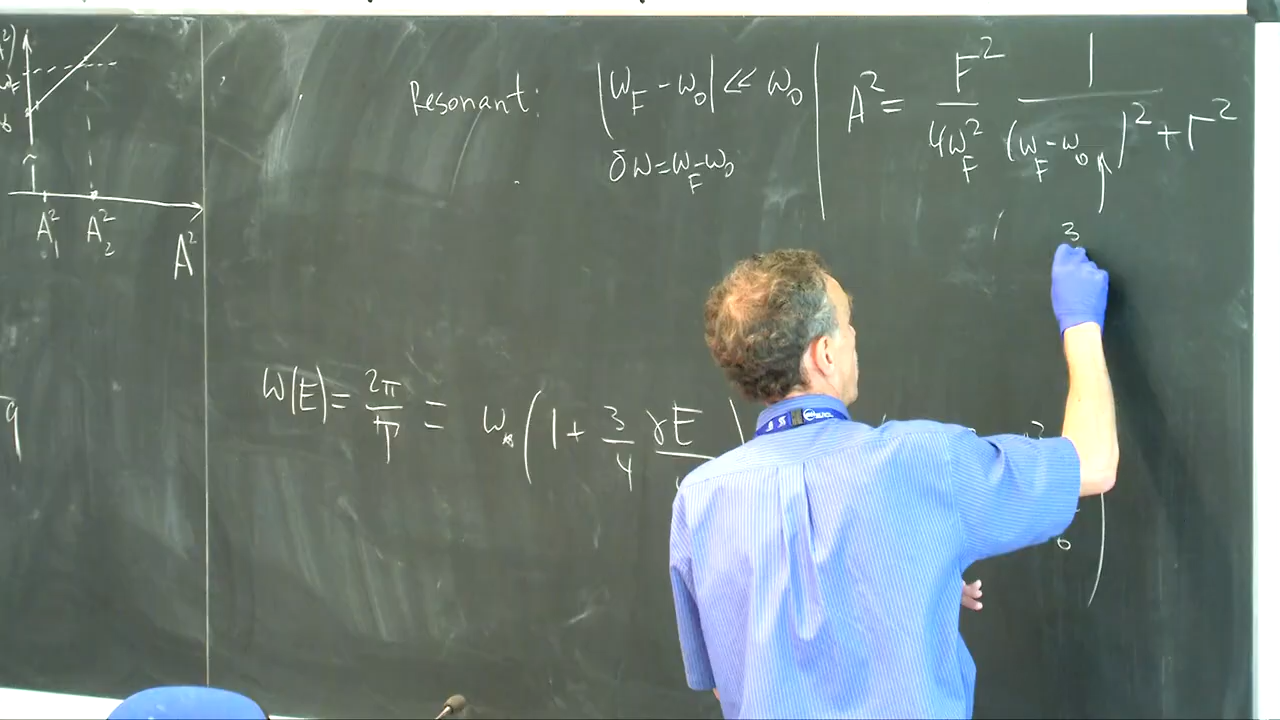 Resonant: |ω_F - ω_0| ≪ ω_0
δω = ω_F - ω_0
A² = F²/4ω_F² 1/(ω_F - ω_0)² + Γ²
3
A_1² A_2² A²
ω(E) = 2π/T = ω_0(1 + 3/4 γE
q